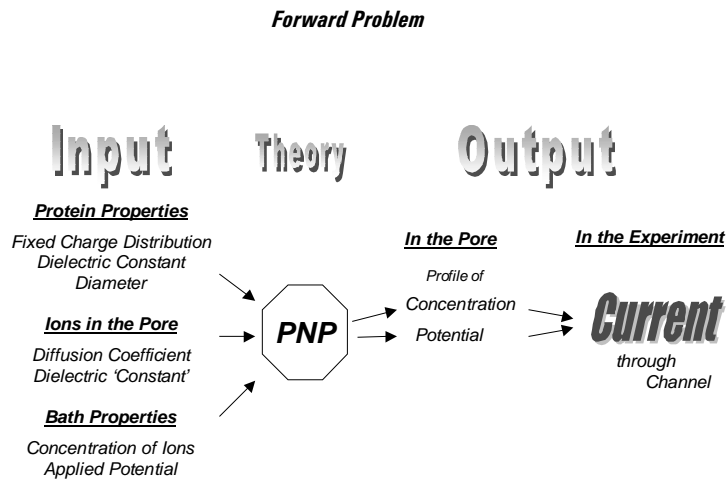 Forward Problem
Input
Theory
Output
Protein Properties
Fixed Charge Distribution
Dielectric Constant
Diameter
Ions in the Pore
Diffusion Coefficient
Dielectric ‘Constant’
Bath Properties
Concentration of Ions
Applied Potential
PNP
In the Pore
Profile of
Concentration
Potential
In the Experiment
Current
through
Channel